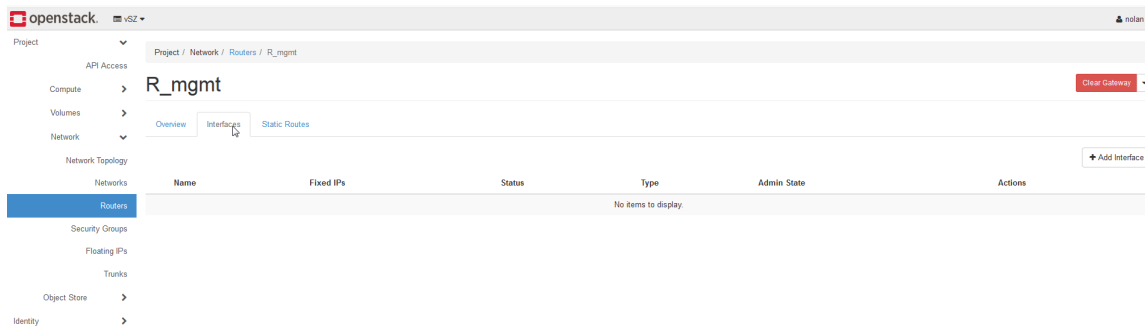 openstack. vSZ nolan
Project
API Access
Compute
Volumes
Network
Network Topology
Networks
Routers
Security Groups
Floating IPs
Trunks
Object Store
Identity
Project / Network / Routers / R_mgmt
R_mgmt
Clear Gateway
Overview Interfaces Static Routes
+ Add Interface
Name Fixed IPs Status Type Admin State Actions
No items to display.